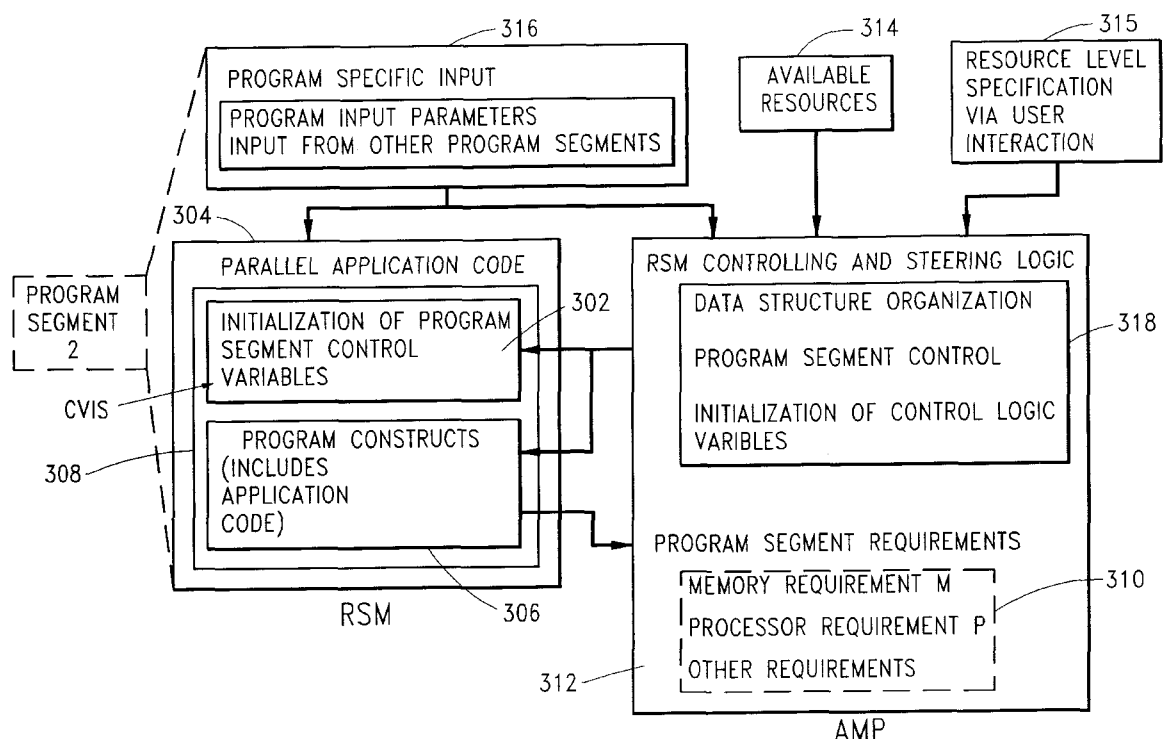 316
PROGRAM SPECIFIC INPUT
PROGRAM INPUT PARAMETERS
INPUT FROM OTHER PROGRAM SEGMENTS
314
AVAILABLE
RESOURCES
315
RESOURCE LEVEL
SPECIFICATION
VIA USER
INTERACTION
PROGRAM
SEGMENT
2
304
PARALLEL APPLICATION CODE
INITIALIZATION OF PROGRAM
SEGMENT CONTROL
VARIABLES
302
CVIS
308
PROGRAM CONSTRUCTS
(INCLUDES
APPLICATION
CODE)
306
RSM
RSM CONTROLLING AND STEERING LOGIC
DATA STRUCTURE ORGANIZATION
PROGRAM SEGMENT CONTROL
INITIALIZATION OF CONTROL LOGIC
VARIBLES
318
PROGRAM SEGMENT REQUIREMENTS
MEMORY REQUIREMENT M
PROCESSOR REQUIREMENT P
OTHER REQUIREMENTS
310
312
AMP